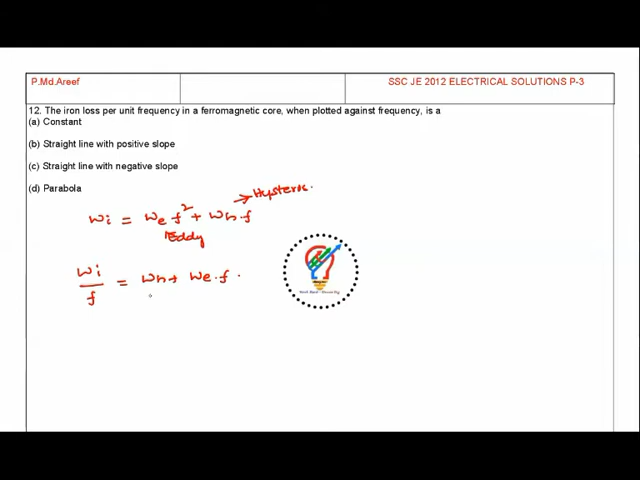 P.Md.Areef
SSC JE 2012 ELECTRICAL SOLUTIONS P-3
12. The iron loss per unit frequency in a ferromagnetic core, when plotted against frequency, is a
(a) Constant
(b) Straight line with positive slope
(c) Straight line with negative slope
(d) Parabola
→ Hysteresis.
Wi = We f² + Wh.f
Eddy
Wi/f = Wh + We.f.